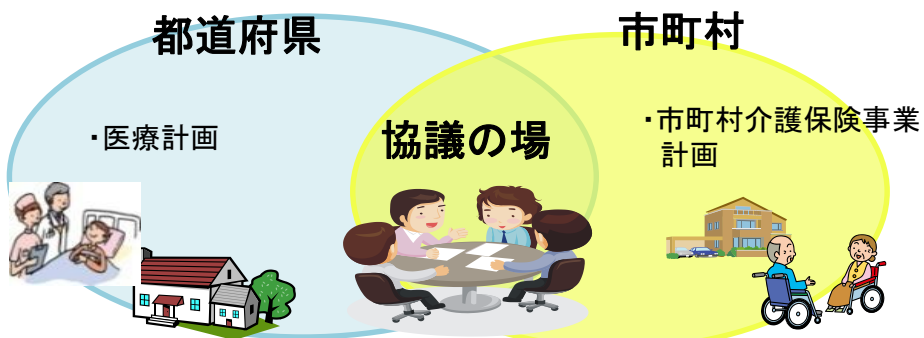 都道府県
市町村
・医療計画
協議の場
・市町村介護保険事業
計画